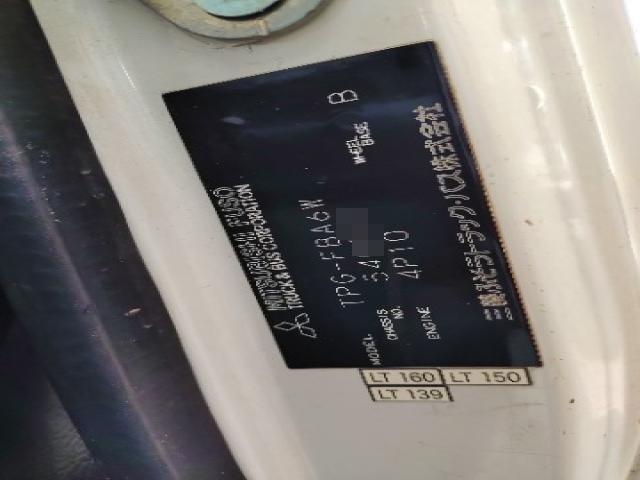 MITSUBISHI FUSO
TRUCK & BUS CORPORATION
MODEL TPG-FBA6W
CHASSIS NO. 54
WHEEL BASE B
ENGINE 4P10
三菱ふそうトラック・バス株式会社
LT 160 LT 150
LT 139